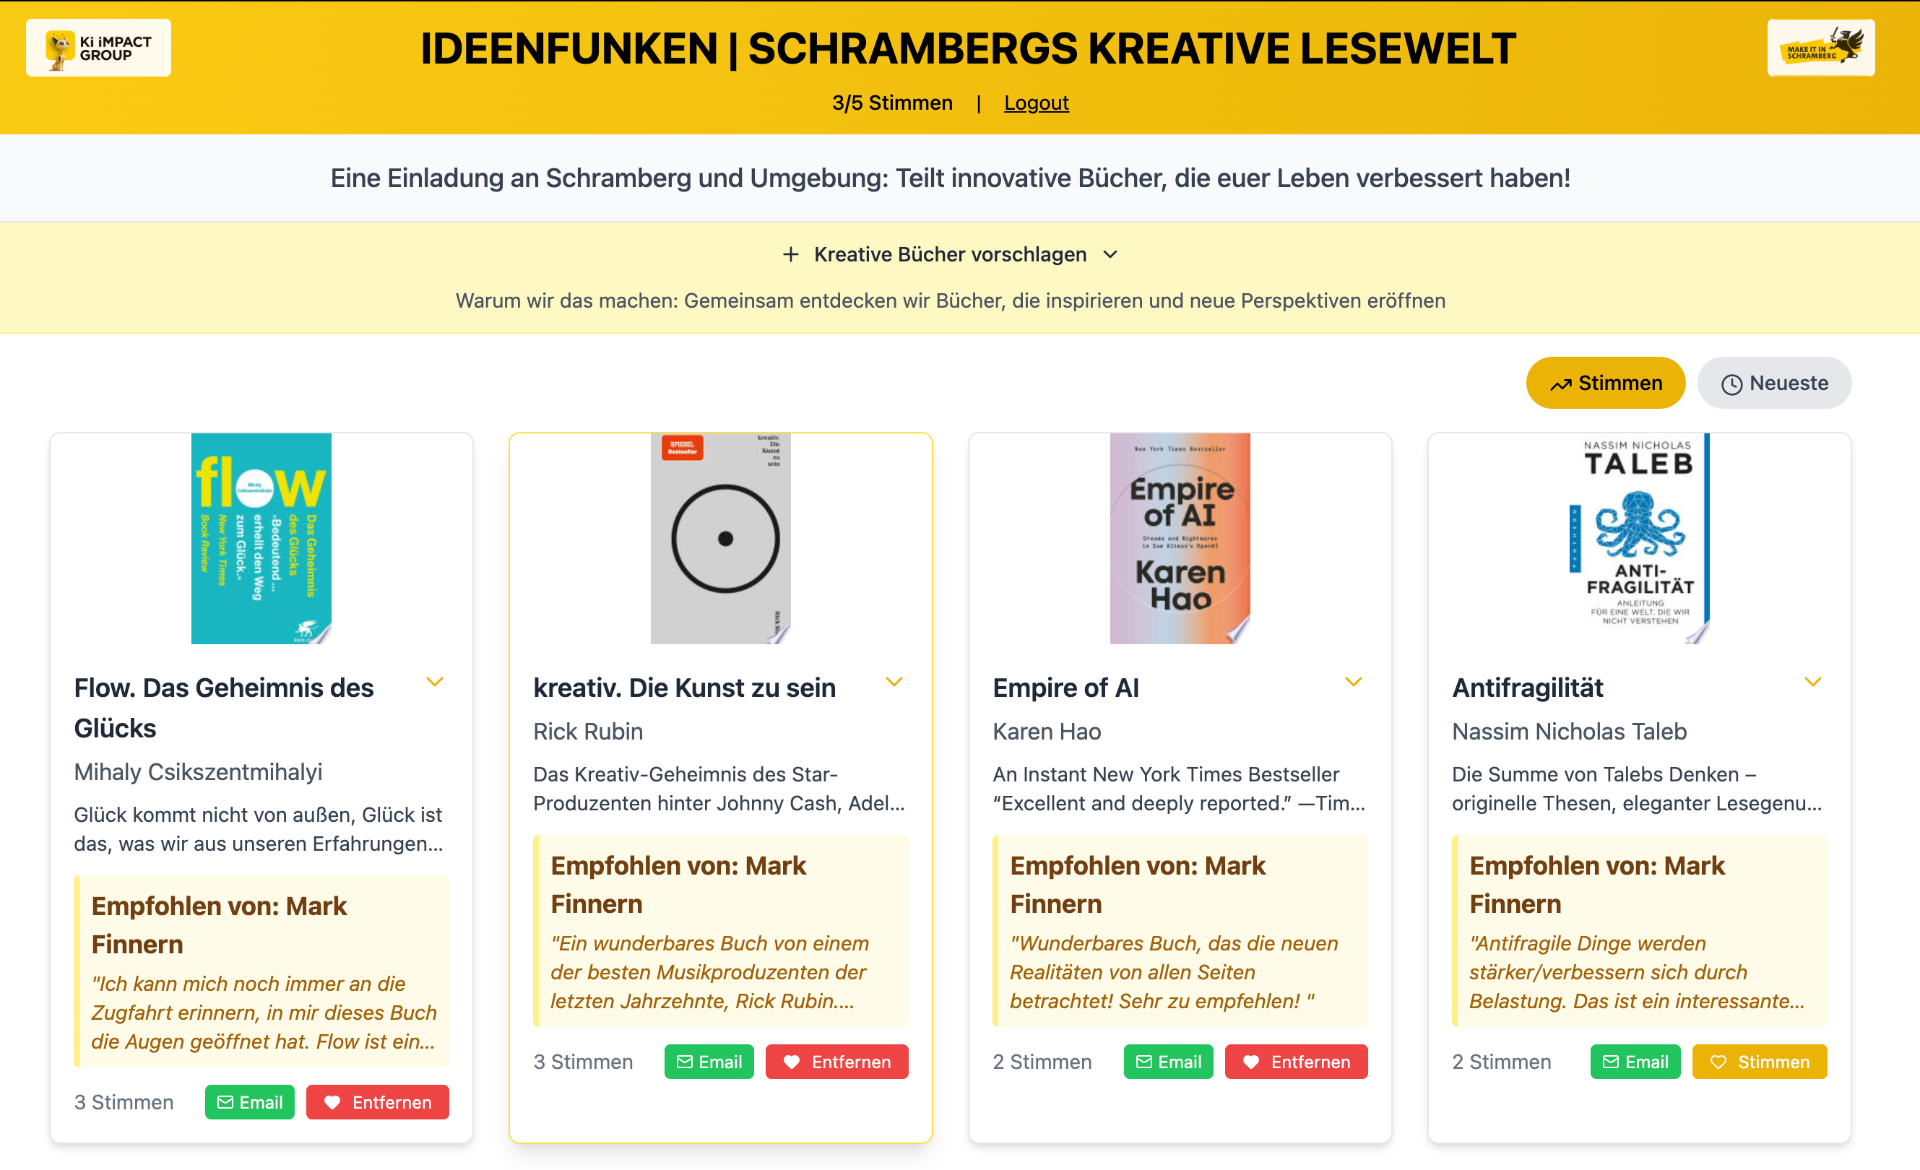 Ki iMPACT
GROUP
IDEENFUNKEN | SCHRAMBERGS KREATIVE LESEWELT
MAKE IT IN
SCHRAMBERG
3/5 Stimmen | Logout
Eine Einladung an Schramberg und Umgebung: Teilt innovative Bücher, die euer Leben verbessert haben!
+ Kreative Bücher vorschlagen
Warum wir das machen: Gemeinsam entdecken wir Bücher, die inspirieren und neue Perspektiven eröffnen
Stimmen
Neueste
flow
Mihaly
Csikszentmihalyi
Das Geheimnis
des Glücks
»Bedeutend ...
erhellt den Weg
zum Glück.«
New York Times
Book Review
Flow. Das Geheimnis des
Glücks
Mihaly Csikszentmihalyi
Glück kommt nicht von außen, Glück ist
das, was wir aus unseren Erfahrungen...
Empfohlen von: Mark
Finnern
"Ich kann mich noch immer an die
Zugfahrt erinnern, in mir dieses Buch
die Augen geöffnet hat. Flow ist ein...
3 Stimmen
Email
Entfernen
SPIEGEL
Bestseller
kreativ.
Die
Kunst
zu
sein
Rick
kreativ. Die Kunst zu sein
Rick Rubin
Das Kreativ-Geheimnis des Star-
Produzenten hinter Johnny Cash, Adel...
Empfohlen von: Mark
Finnern
"Ein wunderbares Buch von einem
der besten Musikproduzenten der
letzten Jahrzehnte, Rick Rubin....
3 Stimmen
Email
Entfernen
New York Times Bestseller
Empire
of AI
Dreams and Nightmares
in Sam Altman's OpenAI
Karen
Hao
Empire of AI
Karen Hao
An Instant New York Times Bestseller
“Excellent and deeply reported.” —Tim...
Empfohlen von: Mark
Finnern
"Wunderbares Buch, das die neuen
Realitäten von allen Seiten
betrachtet! Sehr zu empfehlen! "
2 Stimmen
Email
Entfernen
NASSIM NICHOLAS
TALEB
PANTHEON
ANTI-
FRAGILITÄT
ANLEITUNG
FÜR EINE WELT, DIE WIR
NICHT VERSTEHEN
Antifragilität
Nassim Nicholas Taleb
Die Summe von Talebs Denken –
originelle Thesen, eleganter Lesegenu...
Empfohlen von: Mark
Finnern
"Antifragile Dinge werden
stärker/verbessern sich durch
Belastung. Das ist ein interessante...
2 Stimmen
Email
Stimmen